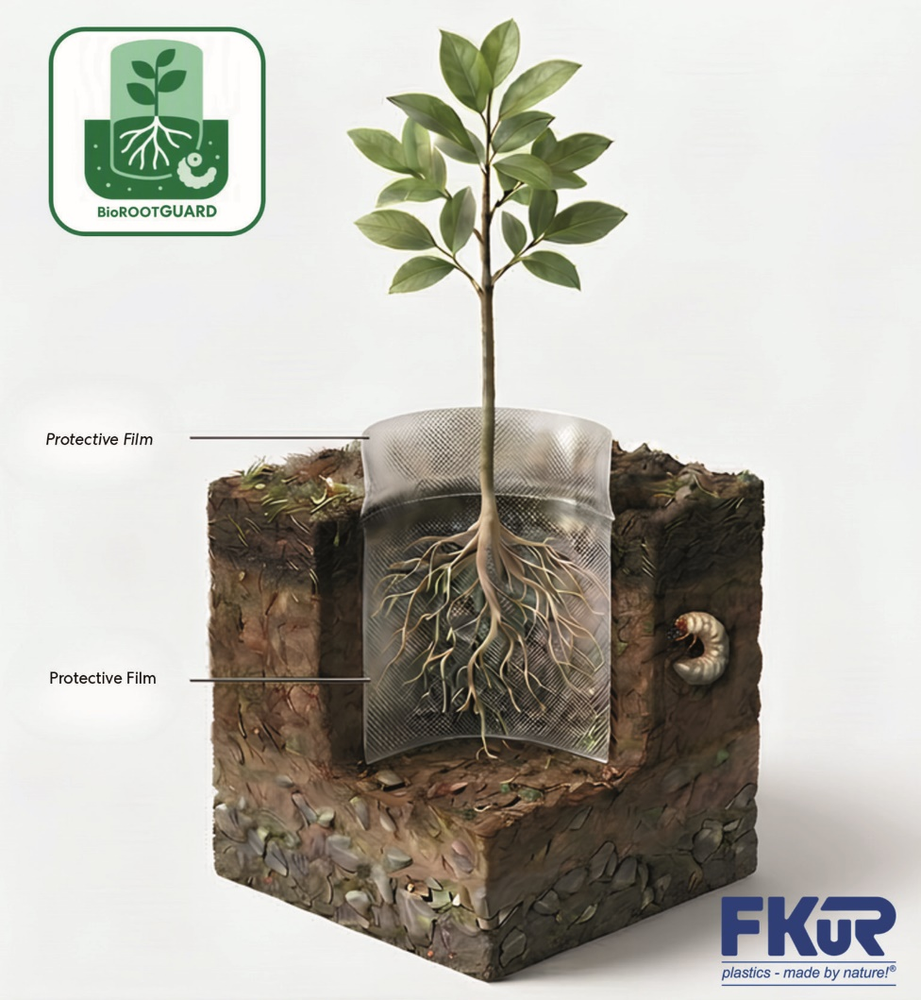 BioROOTGUARD
Protective Film
Protective Film
FKuR
plastics - made by nature!®